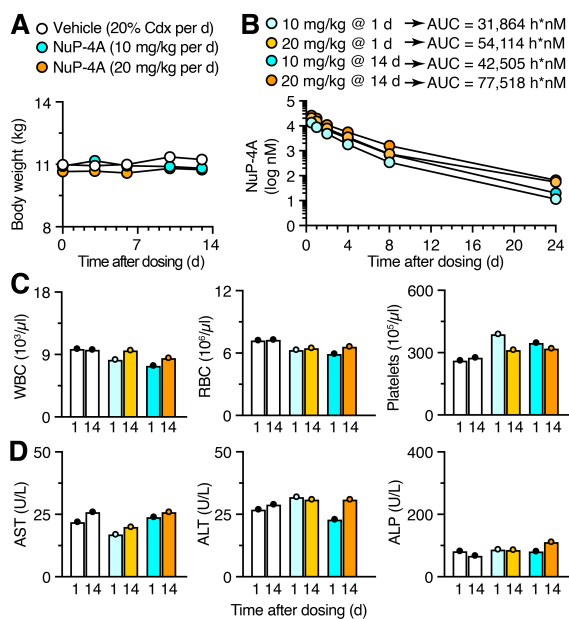 A
Vehicle (20% Cdx per d)
NuP-4A (10 mg/kg per d)
NuP-4A (20 mg/kg per d)
Body weight (kg)
14
11
8
0 7 14
Time after dosing (d)
B
10 mg/kg @ 1 d → AUC = 31,864 h*nM
20 mg/kg @ 1 d → AUC = 54,114 h*nM
10 mg/kg @ 14 d → AUC = 42,505 h*nM
20 mg/kg @ 14 d → AUC = 77,518 h*nM
NuP-4A
(log nM)
5
4
3
2
1
0
0 4 8 12 16 20 24
Time after dosing (d)
C
WBC (10³/µl)
18
9
0
1 14 1 14 1 14
RBC (10⁶/µl)
12
6
0
1 14 1 14 1 14
Platelets (10⁵/µl)
600
300
0
1 14 1 14 1 14
D
AST (U/L)
50
25
0
1 14 1 14 1 14
ALT (U/L)
50
25
0
1 14 1 14 1 14
ALP (U/L)
400
200
0
1 14 1 14 1 14
Time after dosing (d)